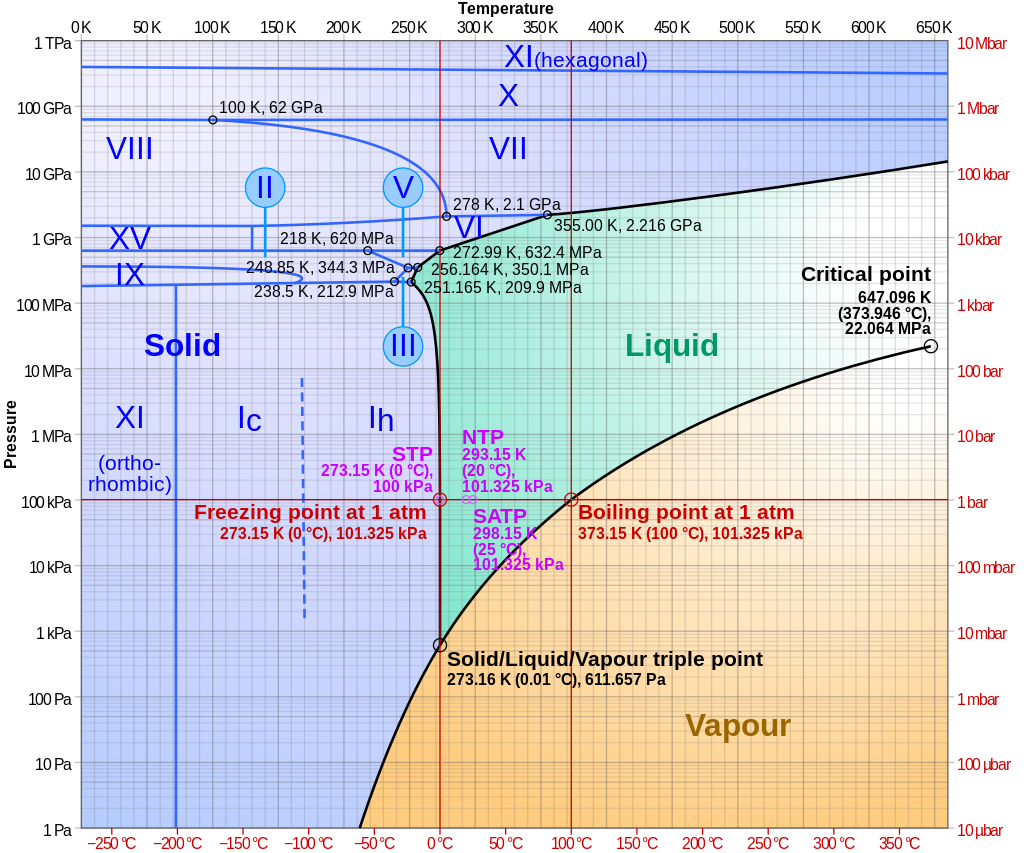 Temperature
0 K 50 K 100 K 150 K 200 K 250 K 300 K 350 K 400 K 450 K 500 K 550 K 600 K 650 K
1 TPa
10 Mbar
XI(hexagonal)
X
100 GPa
1 Mbar
100 K, 62 GPa
VIII
VII
10 GPa
100 kbar
II
V
278 K, 2.1 GPa
VI
355.00 K, 2.216 GPa
XV
218 K, 620 MPa
1 GPa
10 kbar
272.99 K, 632.4 MPa
IX
248.85 K, 344.3 MPa
256.164 K, 350.1 MPa
238.5 K, 212.9 MPa
251.165 K, 209.9 MPa
Critical point
647.096 K
(373.946 °C),
22.064 MPa
100 MPa
1 kbar
Solid
III
Liquid
10 MPa
100 bar
Pressure
XI
Ic
Ih
(ortho-
rhombic)
1 MPa
10 bar
STP
273.15 K (0 °C),
100 kPa
NTP
293.15 K
(20 °C),
101.325 kPa
100 kPa
1 bar
Freezing point at 1 atm
273.15 K (0 °C), 101.325 kPa
SATP
298.15 K
(25 °C),
101.325 kPa
Boiling point at 1 atm
373.15 K (100 °C), 101.325 kPa
10 kPa
100 mbar
1 kPa
10 mbar
Solid/Liquid/Vapour triple point
273.16 K (0.01 °C), 611.657 Pa
100 Pa
1 mbar
Vapour
10 Pa
100 µbar
1 Pa
10 µbar
−250 °C −200 °C −150 °C −100 °C −50 °C 0 °C 50 °C 100 °C 150 °C 200 °C 250 °C 300 °C 350 °C